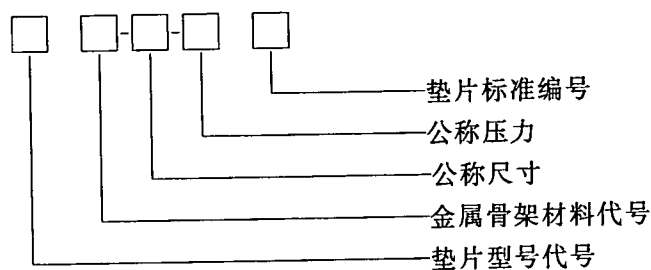 垫片标准编号
公称压力
公称尺寸
金属骨架材料代号
垫片型号代号